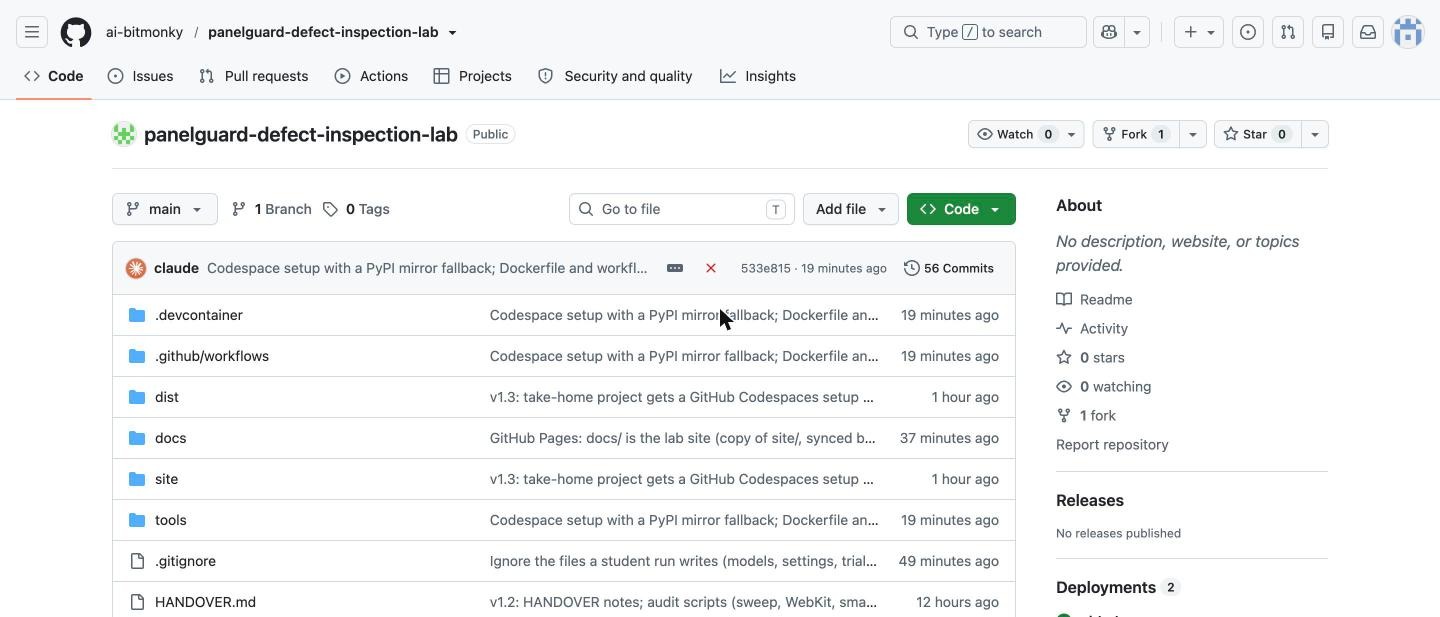 ai-bitmonky / panelguard-defect-inspection-lab
Type / to search
Code
Issues
Pull requests
Actions
Projects
Security and quality
Insights
panelguard-defect-inspection-lab Public
Watch 0
Fork 1
Star 0
main
1 Branch
0 Tags
Go to file T
Add file
Code
claude Codespace setup with a PyPI mirror fallback; Dockerfile and workfl... 533e815 · 19 minutes ago 56 Commits
.devcontainer Codespace setup with a PyPI mirror fallback; Dockerfile an... 19 minutes ago
.github/workflows Codespace setup with a PyPI mirror fallback; Dockerfile an... 19 minutes ago
dist v1.3: take-home project gets a GitHub Codespaces setup ... 1 hour ago
docs GitHub Pages: docs/ is the lab site (copy of site/, synced b... 37 minutes ago
site v1.3: take-home project gets a GitHub Codespaces setup ... 1 hour ago
tools Codespace setup with a PyPI mirror fallback; Dockerfile an... 19 minutes ago
.gitignore Ignore the files a student run writes (models, settings, trial... 49 minutes ago
HANDOVER.md v1.2: HANDOVER notes; audit scripts (sweep, WebKit, sma... 12 hours ago
About
No description, website, or topics
provided.
Readme
Activity
0 stars
0 watching
1 fork
Report repository
Releases
No releases published
Deployments 2